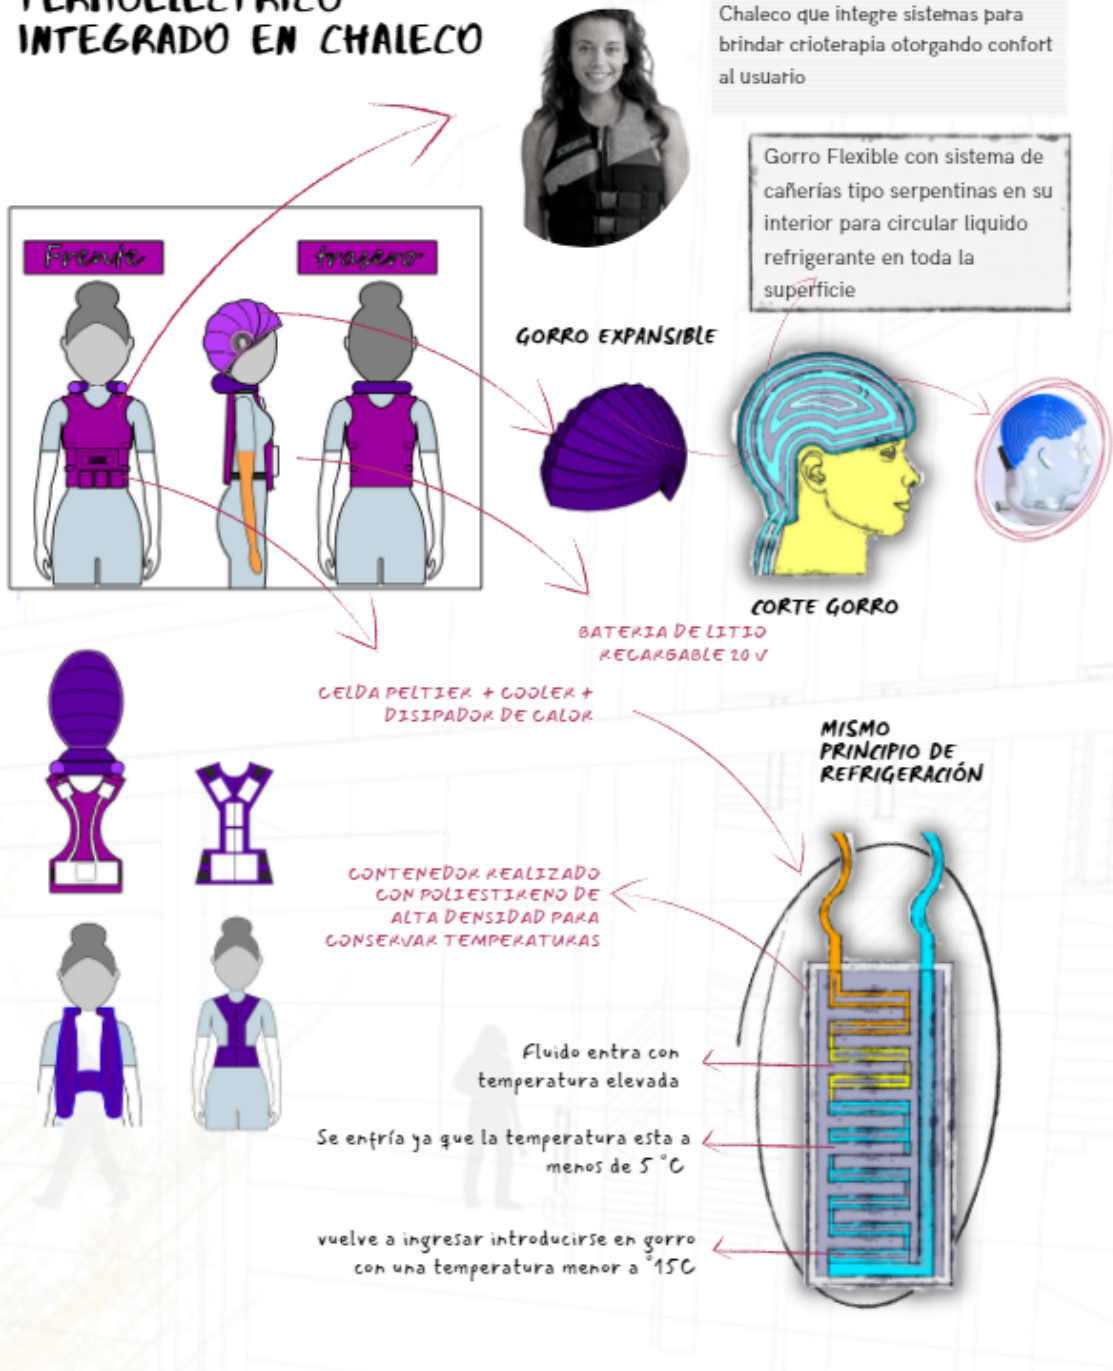 TERMOELÉCTRICO
INTEGRADO EN CHALECO
Chaleco que integre sistemas para
brindar crioterapia otorgando confort
al usuario
Gorro Flexible con sistema de
cañerías tipo serpentinas en su
interior para circular liquido
refrigerante en toda la
superficie
Frente
trasero
GORRO EXPANSIBLE
CORTE GORRO
BATERIA DE LITIO
RECARGABLE 20 V
CELDA PELTIER + COOLER +
DISIPADOR DE CALOR
MISMO
PRINCIPIO DE
REFRIGERACIÓN
CONTENEDOR REALIZADO
CON POLIESTIRENO DE
ALTA DENSIDAD PARA
CONSERVAR TEMPERATURAS
Fluido entra con
temperatura elevada
Se enfría ya que la temperatura esta a
menos de 5 °C
vuelve a ingresar introducirse en gorro
con una temperatura menor a °15C